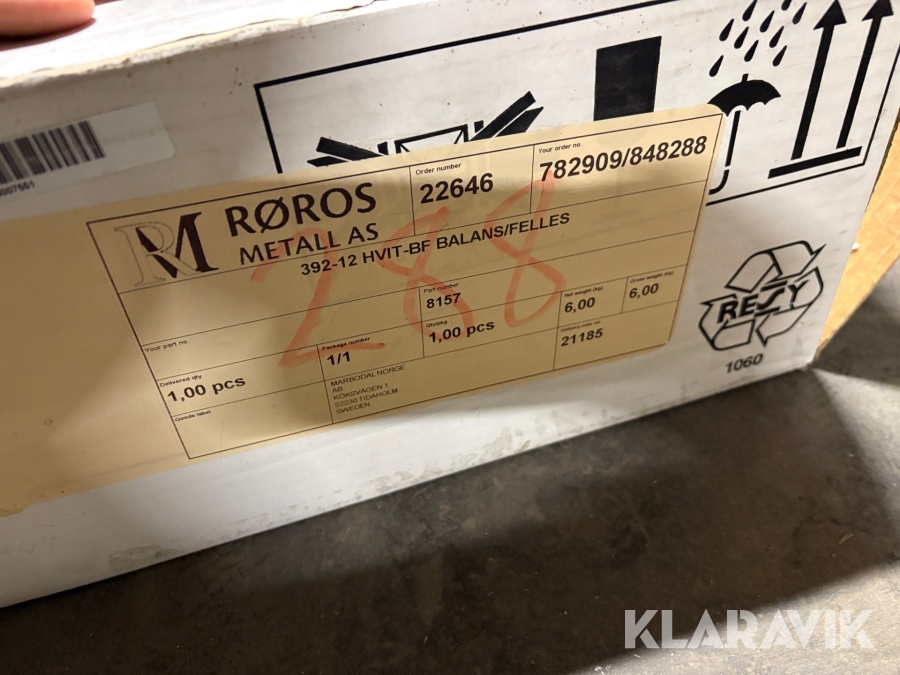 RØROS
METALL AS
Order number
22646
Your order no.
782909/848288
392-12 HVIT-BF BALANS/FELLES
288
Your part no.
Part number
8157
Net weight (kg)
6,00
Gross weight (kg)
6,00
Delivered qty
1,00 pcs
Package number
1/1
Qty/pkg
1,00 pcs
Delivery note no.
21185
Goods label
MARBODAL NORGE
AB
KOKSVÄGEN 1
52230 TIDAHOLM
SWEDEN
RESY
1060
KLARAVIK